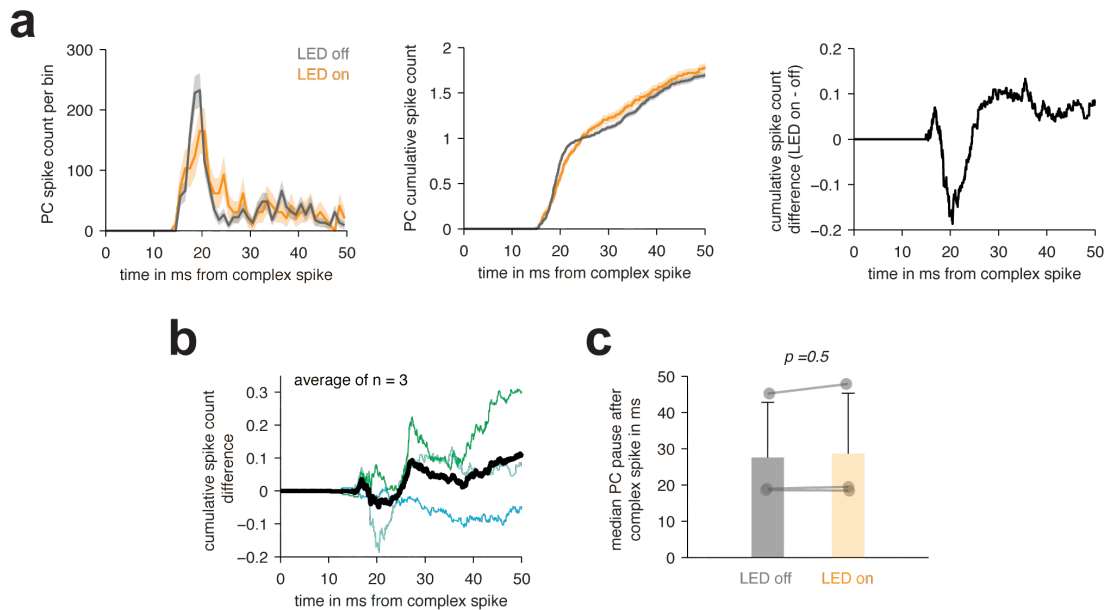 a
300
200
100
0
PC spike count per bin
LED off
LED on
0 10 20 30 40 50
time in ms from complex spike
2
1.5
1
0.5
0
PC cumulative spike count
0 10 20 30 40 50
time in ms from complex spike
0.2
0.1
0
−0.1
−0.2
cumulative spike count
difference (LED on - off)
0 10 20 30 40 50
time in ms from complex spike
b
average of n = 3
0.3
0.2
0.1
0
−0.1
−0.2
cumulative spike count
difference
0 10 20 30 40 50
time in ms from complex spike
c
p =0.5
50
40
30
20
10
0
median PC pause after
complex spike in ms
LED off LED on